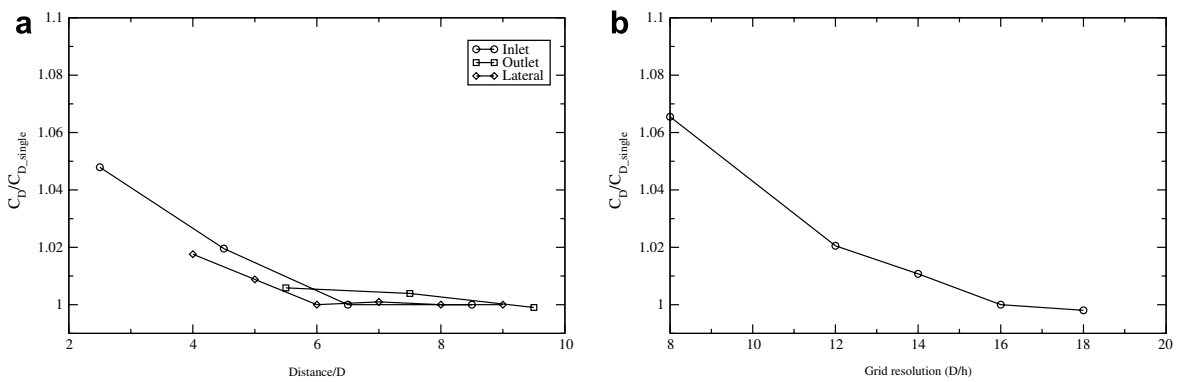 a
1.1
1.08
1.06
1.04
1.02
1
C_D/C_D_single
2
4
6
8
10
Distance/D
Inlet
Outlet
Lateral
b
1.1
1.08
1.06
1.04
1.02
1
C_D/C_D_single
8
10
12
14
16
18
20
Grid resolution (D/h)